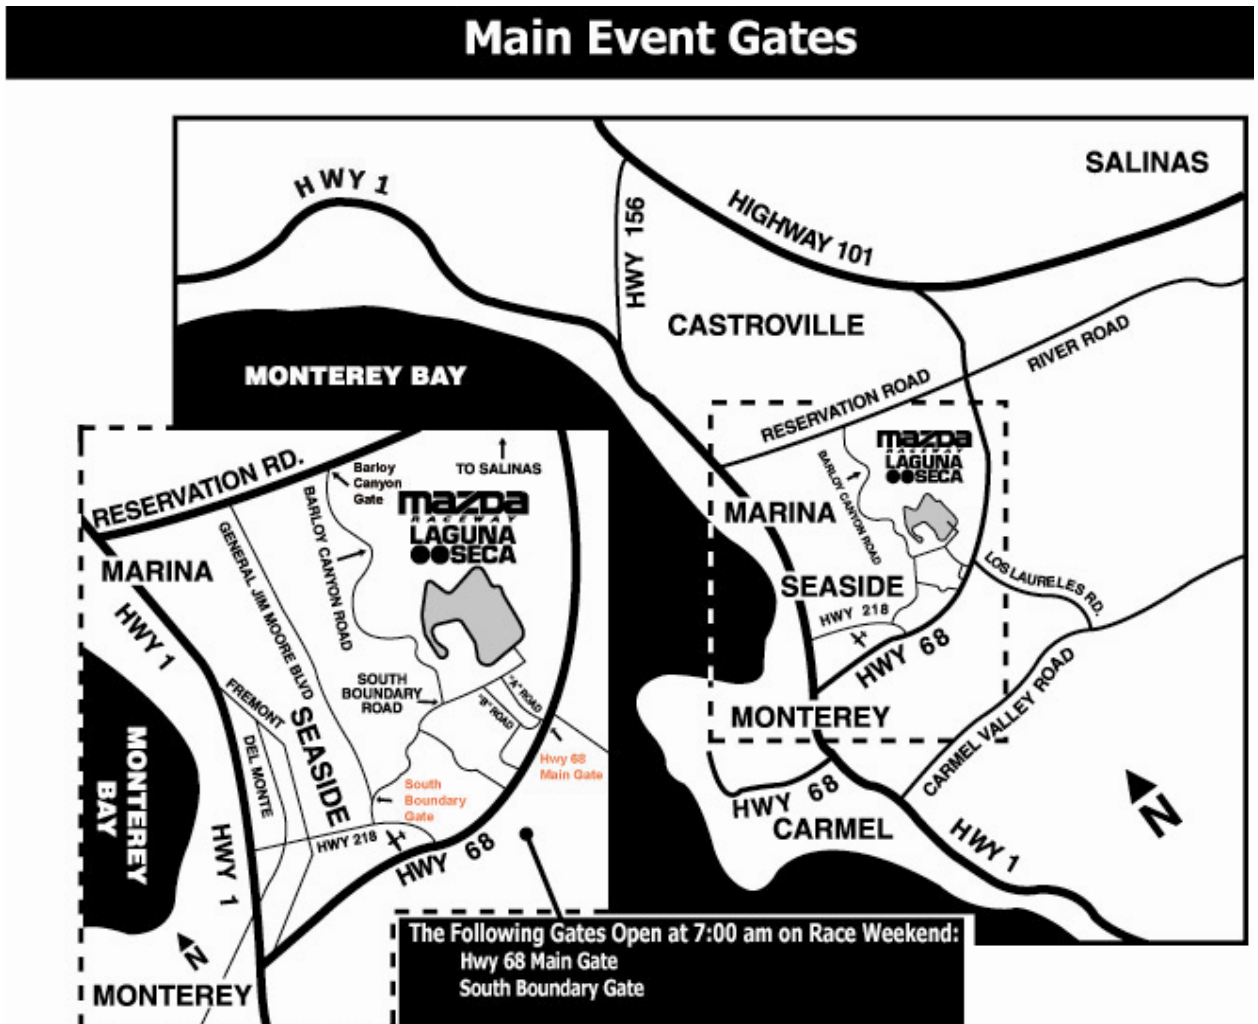 Main Event Gates
HWY 1
HWY 156
HIGHWAY 101
SALINAS
CASTROVILLE
MONTEREY BAY
RESERVATION ROAD
RIVER ROAD
mazda
RACEWAY
LAGUNA
SECA
BARLOY CANYON ROAD
MARINA
SEASIDE
HWY 218
LOS LAURELES RD.
HWY 68
MONTEREY
CARMEL VALLEY ROAD
HWY 68
CARMEL
HWY 1
N
RESERVATION RD.
Barloy
Canyon
Gate
TO SALINAS
mazda
RACEWAY
LAGUNA
SECA
MARINA
HWY 1
GENERAL JIM MOORE BLVD
BARLOY CANYON ROAD
SOUTH
BOUNDARY
ROAD
"A" ROAD
"B" ROAD
FREMONT
DEL MONTE
SEASIDE
MONTEREY
BAY
Hwy 68
Main Gate
South
Boundary
Gate
HWY 218
HWY 68
HWY 1
N
MONTEREY
The Following Gates Open at 7:00 am on Race Weekend:
Hwy 68 Main Gate
South Boundary Gate